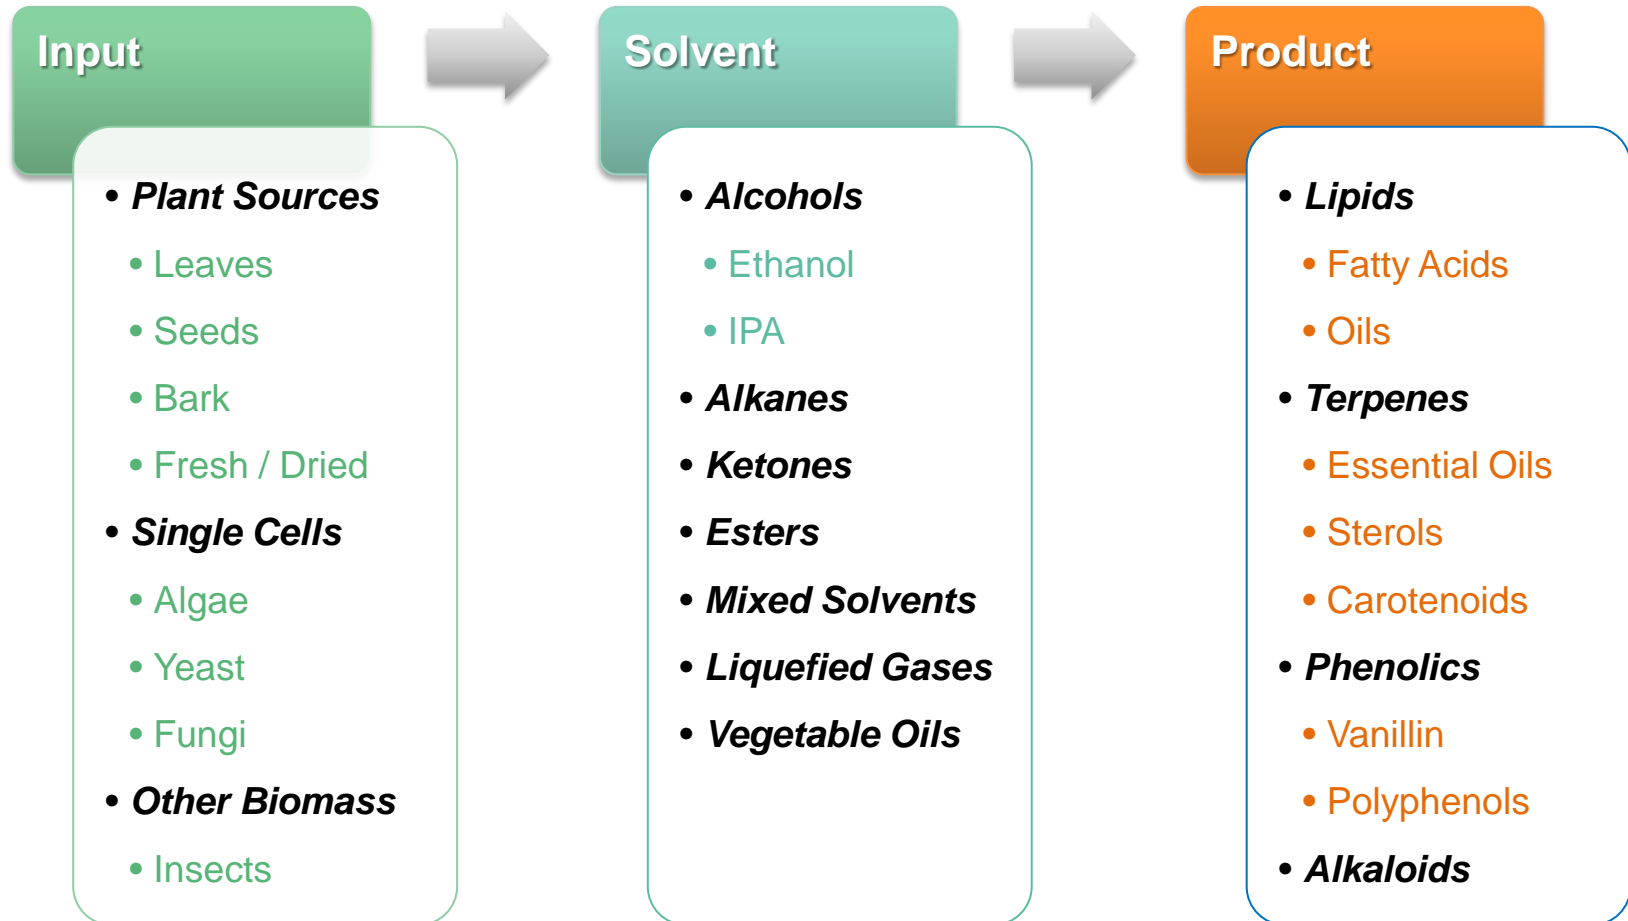 Input
• Plant Sources
• Leaves
• Seeds
• Bark
• Fresh / Dried
• Single Cells
• Algae
• Yeast
• Fungi
• Other Biomass
• Insects
Solvent
• Alcohols
• Ethanol
• IPA
• Alkanes
• Ketones
• Esters
• Mixed Solvents
• Liquefied Gases
• Vegetable Oils
Product
• Lipids
• Fatty Acids
• Oils
• Terpenes
• Essential Oils
• Sterols
• Carotenoids
• Phenolics
• Vanillin
• Polyphenols
• Alkaloids